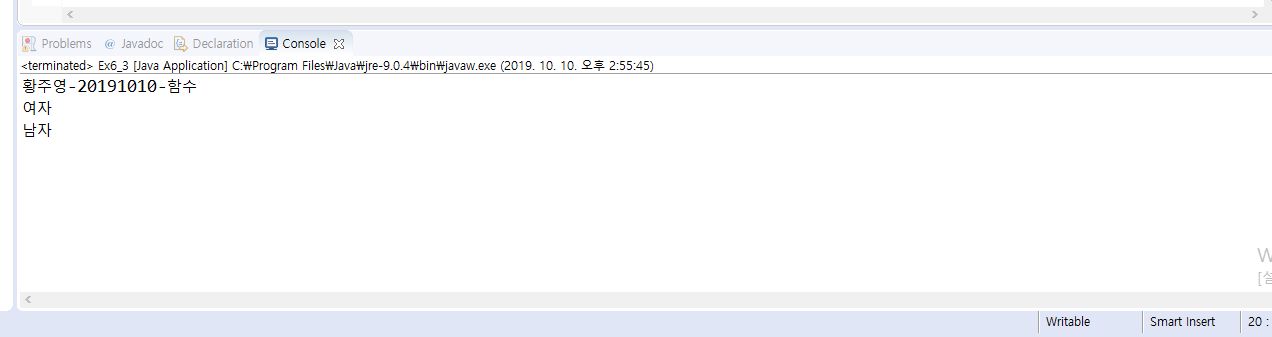 Problems @ Javadoc Declaration Console
<terminated> Ex6_3 [Java Application] C:₩Program Files₩Java₩jre-9.0.4₩bin₩javaw.exe (2019. 10. 10. 오후 2:55:45)
황주영-20191010-함수
여자
남자
W
Writable Smart Insert 20 :